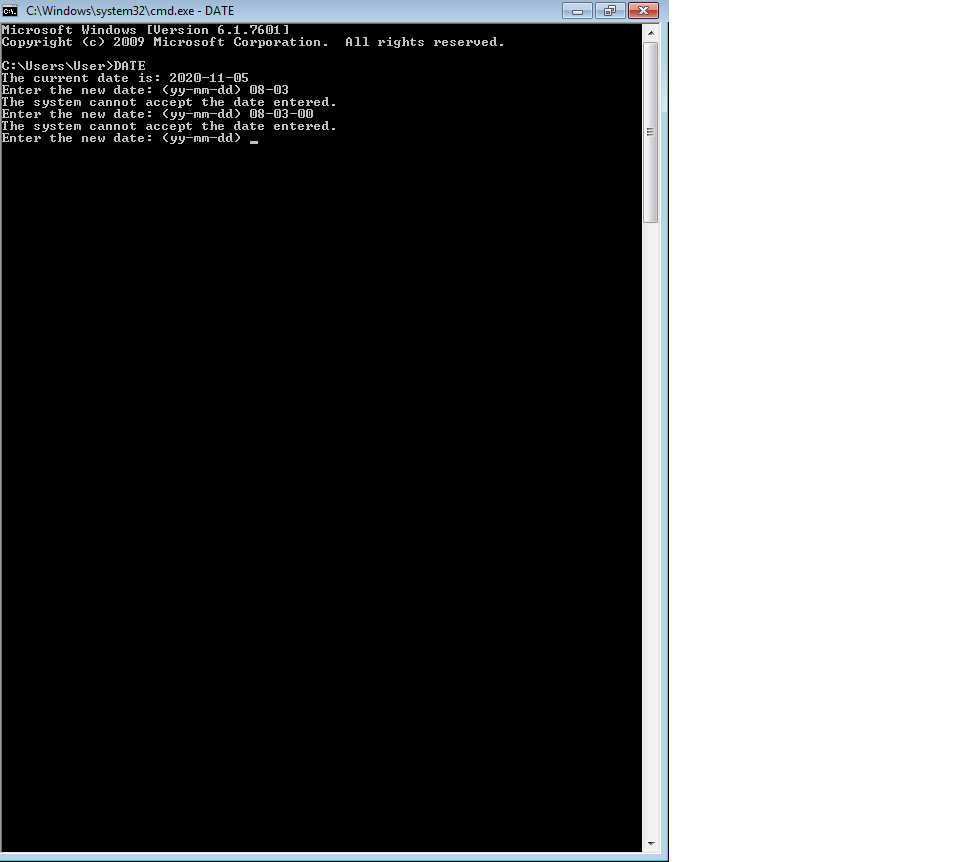 C:\Windows\system32\cmd.exe - DATE
Microsoft Windows [Version 6.1.7601]
Copyright (c) 2009 Microsoft Corporation.  All rights reserved.
C:\Users\User>DATE
The current date is: 2020-11-05
Enter the new date: (yy-mm-dd) 08-03
The system cannot accept the date entered.
Enter the new date: (yy-mm-dd) 08-03-00
The system cannot accept the date entered.
Enter the new date: (yy-mm-dd) _